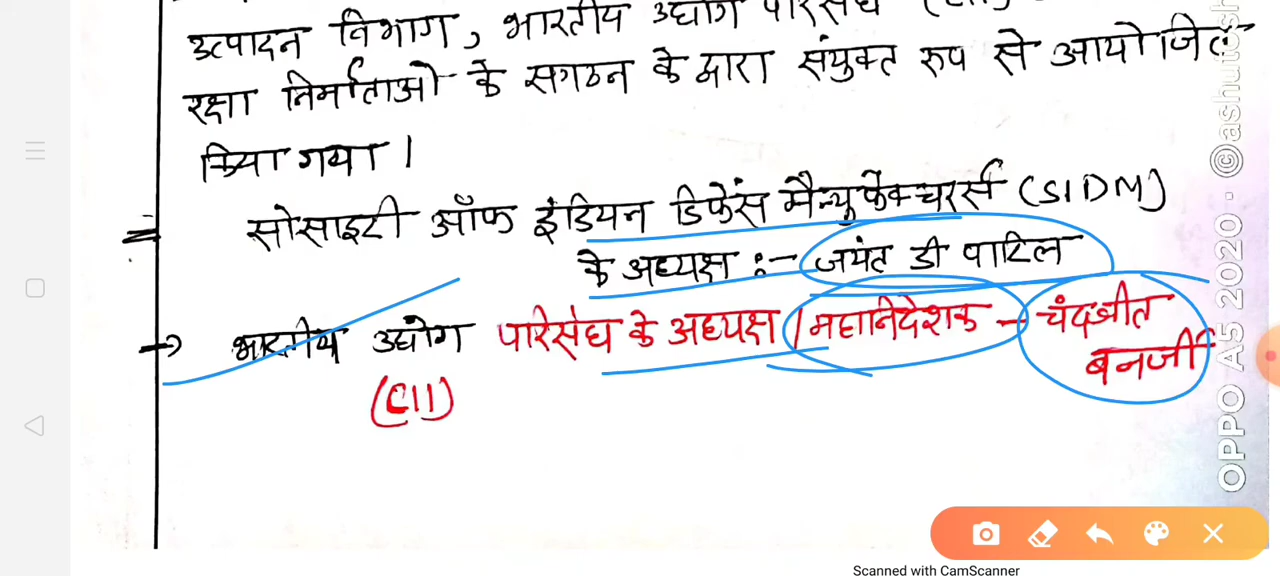 उत्पादन विभाग, भारतीय उद्योग परिसंघ
रक्षा निर्माताओ के सगठन के द्वारा संयुक्त रूप से आयोजित
किया गया।
सोसाइटी ऑफ इंडियन डिफेंस मैन्युफेक्चरर्स (SIDM)
के अध्यक्ष :- जयंत डी पाटिल
→ भारतीय उद्योग परिसंघ के अध्यक्ष / महानिदेशक - चंद्रजीत
बनर्जी
(CII)
OPPO A5 2020 · ©ashutosh
Scanned with CamScanner